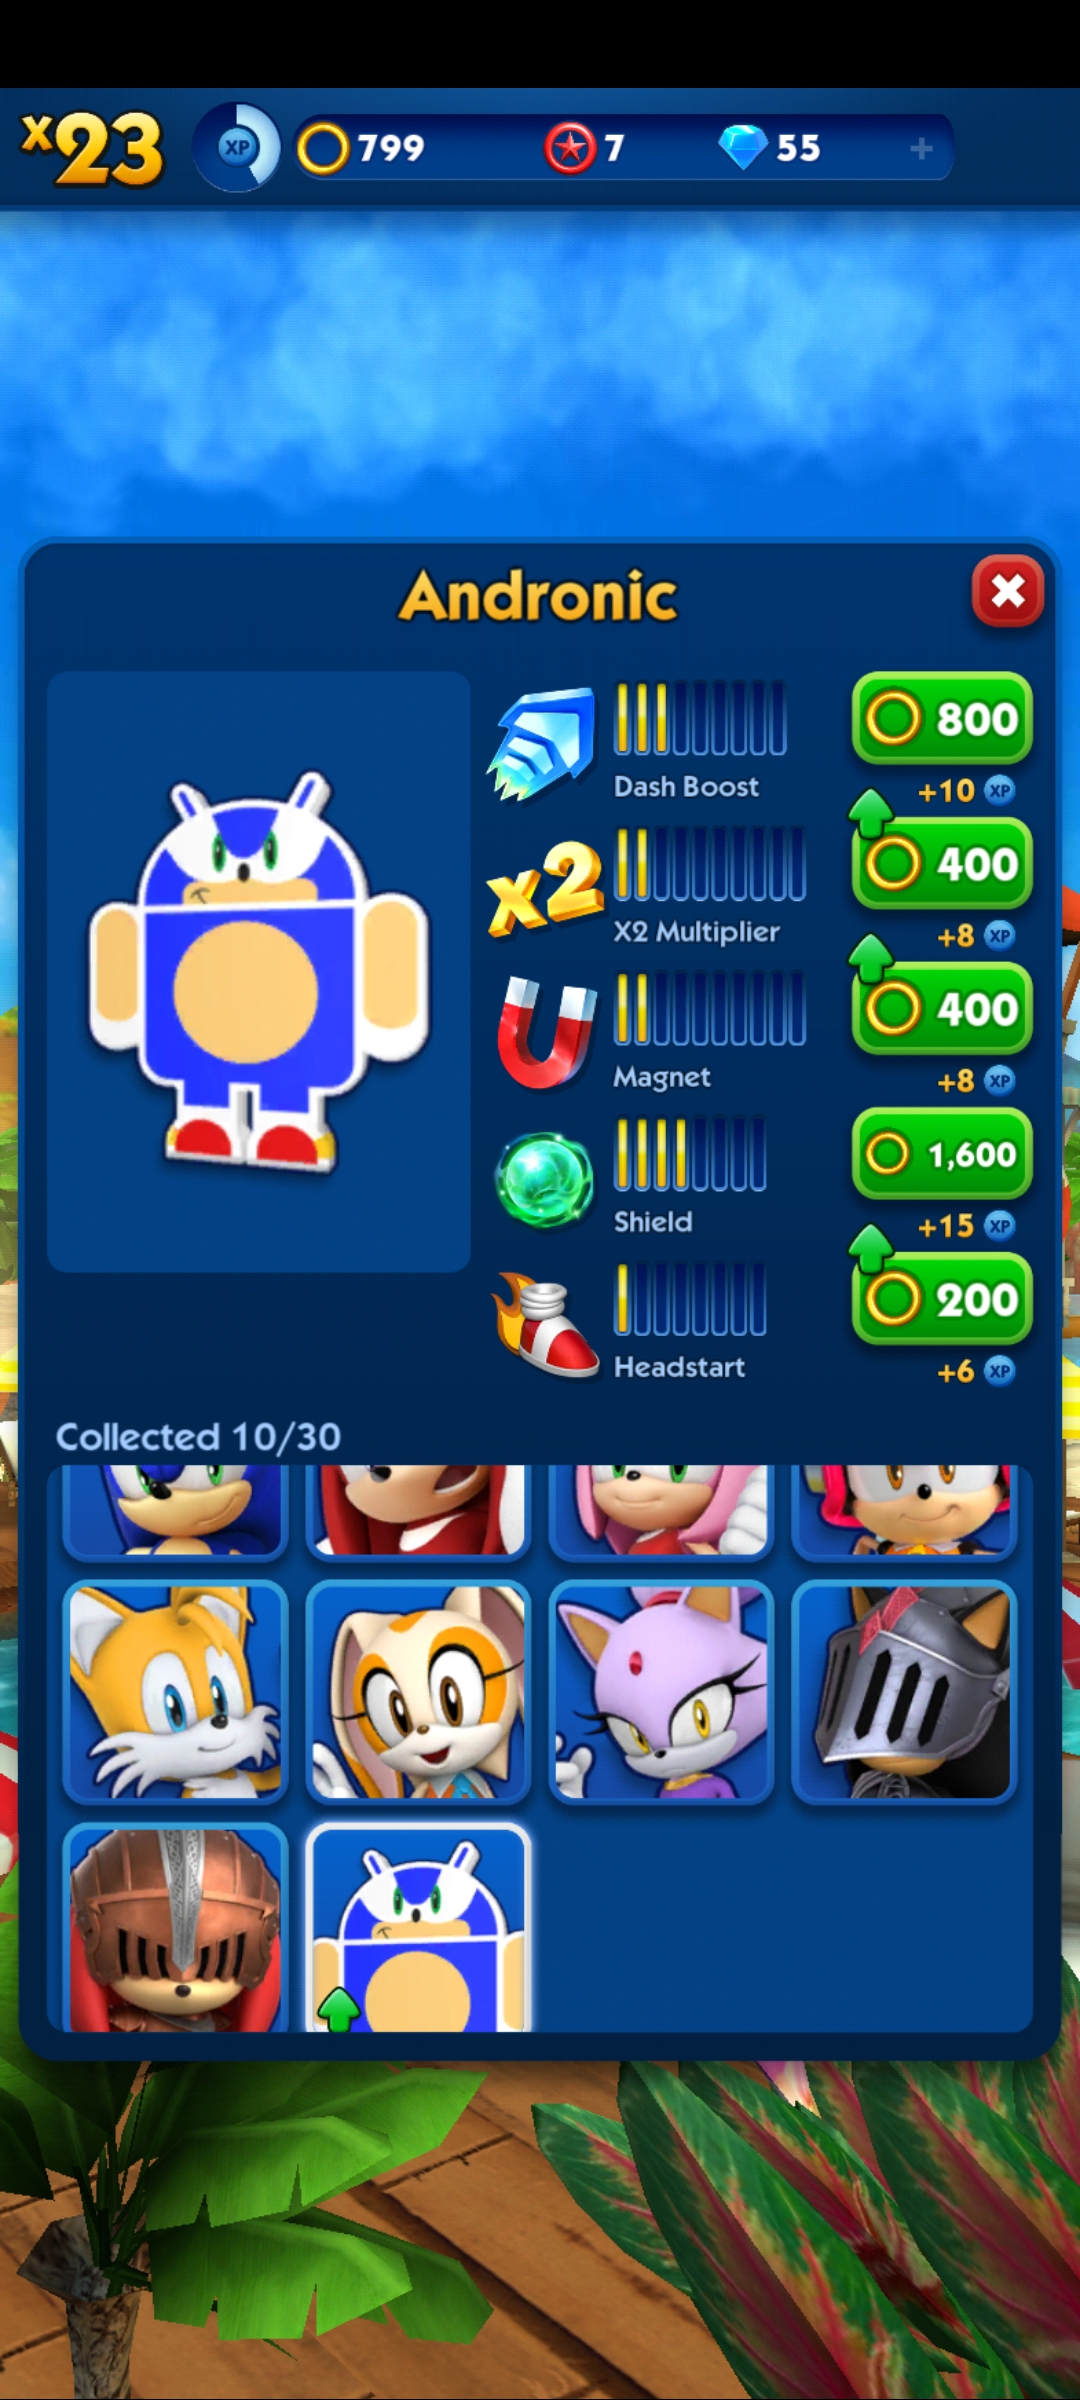 x23 XP 799 7 55 +
Andronic
800
Dash Boost
+10 XP
x2
400
X2 Multiplier
+8 XP
400
Magnet
+8 XP
1,600
Shield
+15 XP
200
Headstart
+6 XP
Collected 10/30